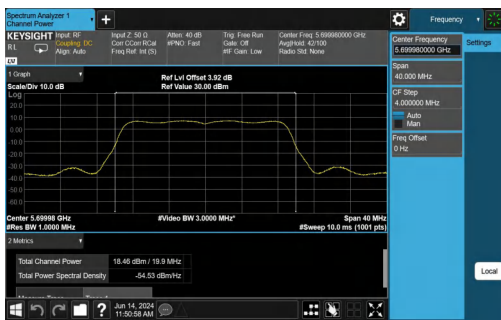 Spectrum Analyzer 1
Channel Power
Frequency
KEYSIGHT
Input: RF
Coupling: DC
Align: Auto
Input Z: 50 Ω
Corr CCorr RCal
Freq Ref: Int (S)
Atten: 40 dB
#PNO: Fast
Trig: Free Run
Gate: Off
#IF Gain: Low
Center Freq: 5.699980000 GHz
Avg|Hold: 42/100
Radio Std: None
RL
LXI
1 Graph
Scale/Div 10.0 dB
Ref Lvl Offset 3.92 dB
Ref Value 30.00 dBm
Log
20.0
10.0
0.00
-10.0
-20.0
-30.0
-40.0
-50.0
-60.0
Center 5.69998 GHz
#Res BW 1.0000 MHz
#Video BW 3.0000 MHz*
Span 40 MHz
#Sweep 10.0 ms (1001 pts)
2 Metrics
Total Channel Power 18.46 dBm / 19.9 MHz
Total Power Spectral Density -54.53 dBm/Hz
Center Frequency
5.699980000 GHz
Settings
Span
40.000 MHz
CF Step
4.000000 MHz
Auto
Man
Freq Offset
0 Hz
Local
?
Jun 14, 2024
11:50:58 AM